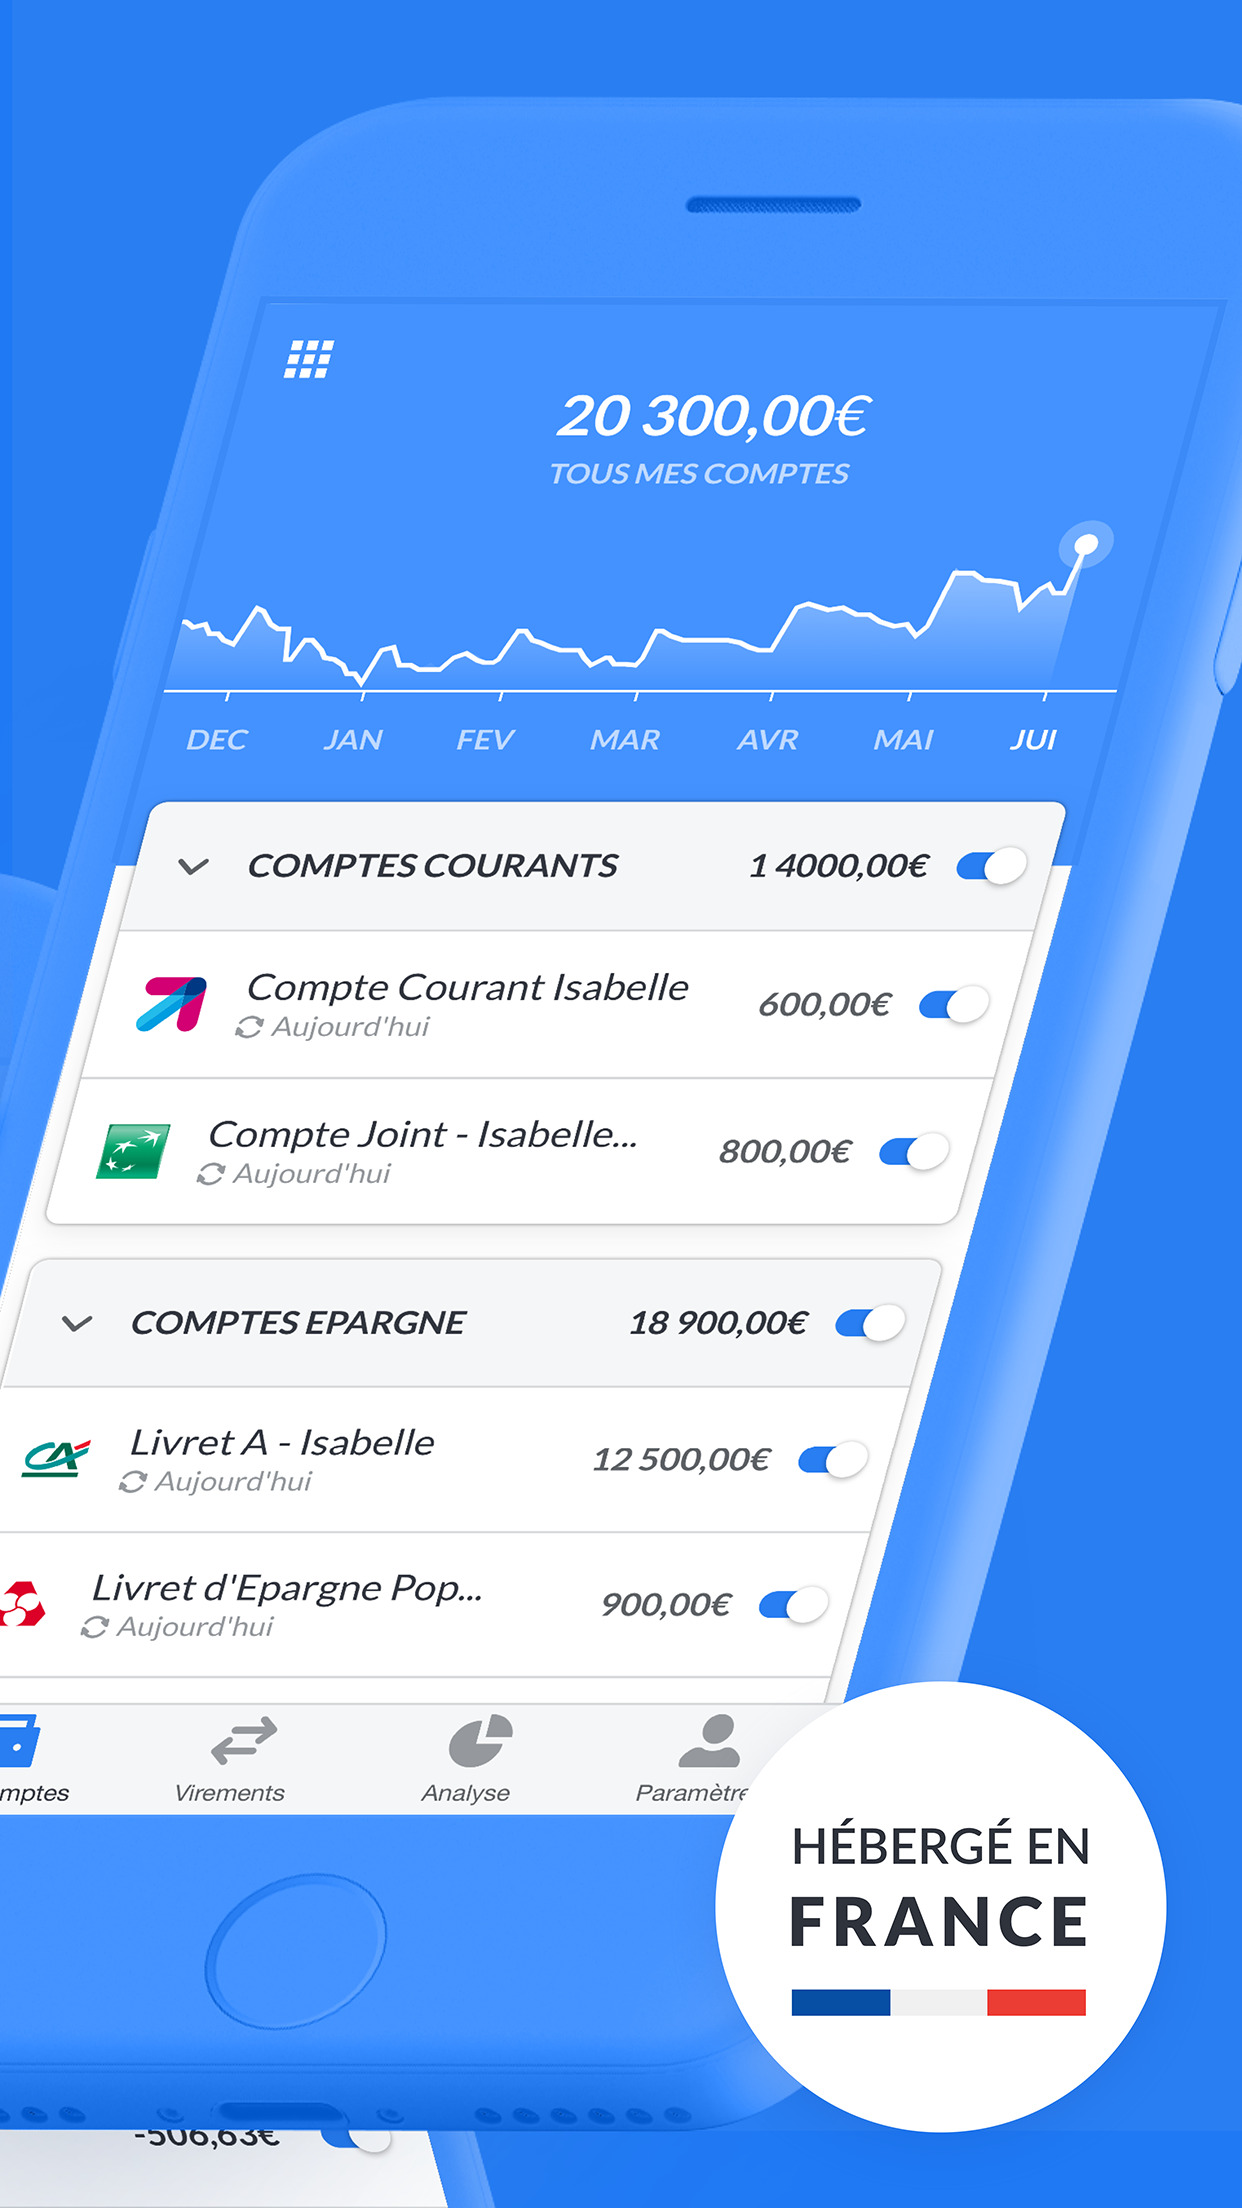 20 300,00€
TOUS MES COMPTES
DEC JAN FEV MAR AVR MAI JUI
COMPTES COURANTS 1 4000,00€
Compte Courant Isabelle 600,00€
Aujourd'hui
Compte Joint - Isabelle... 800,00€
Aujourd'hui
COMPTES EPARGNE 18 900,00€
Livret A - Isabelle 12 500,00€
Aujourd'hui
Livret d'Epargne Pop... 900,00€
Aujourd'hui
mptes Virements Analyse Paramètre
HÉBERGÉ EN
FRANCE
-506,63€